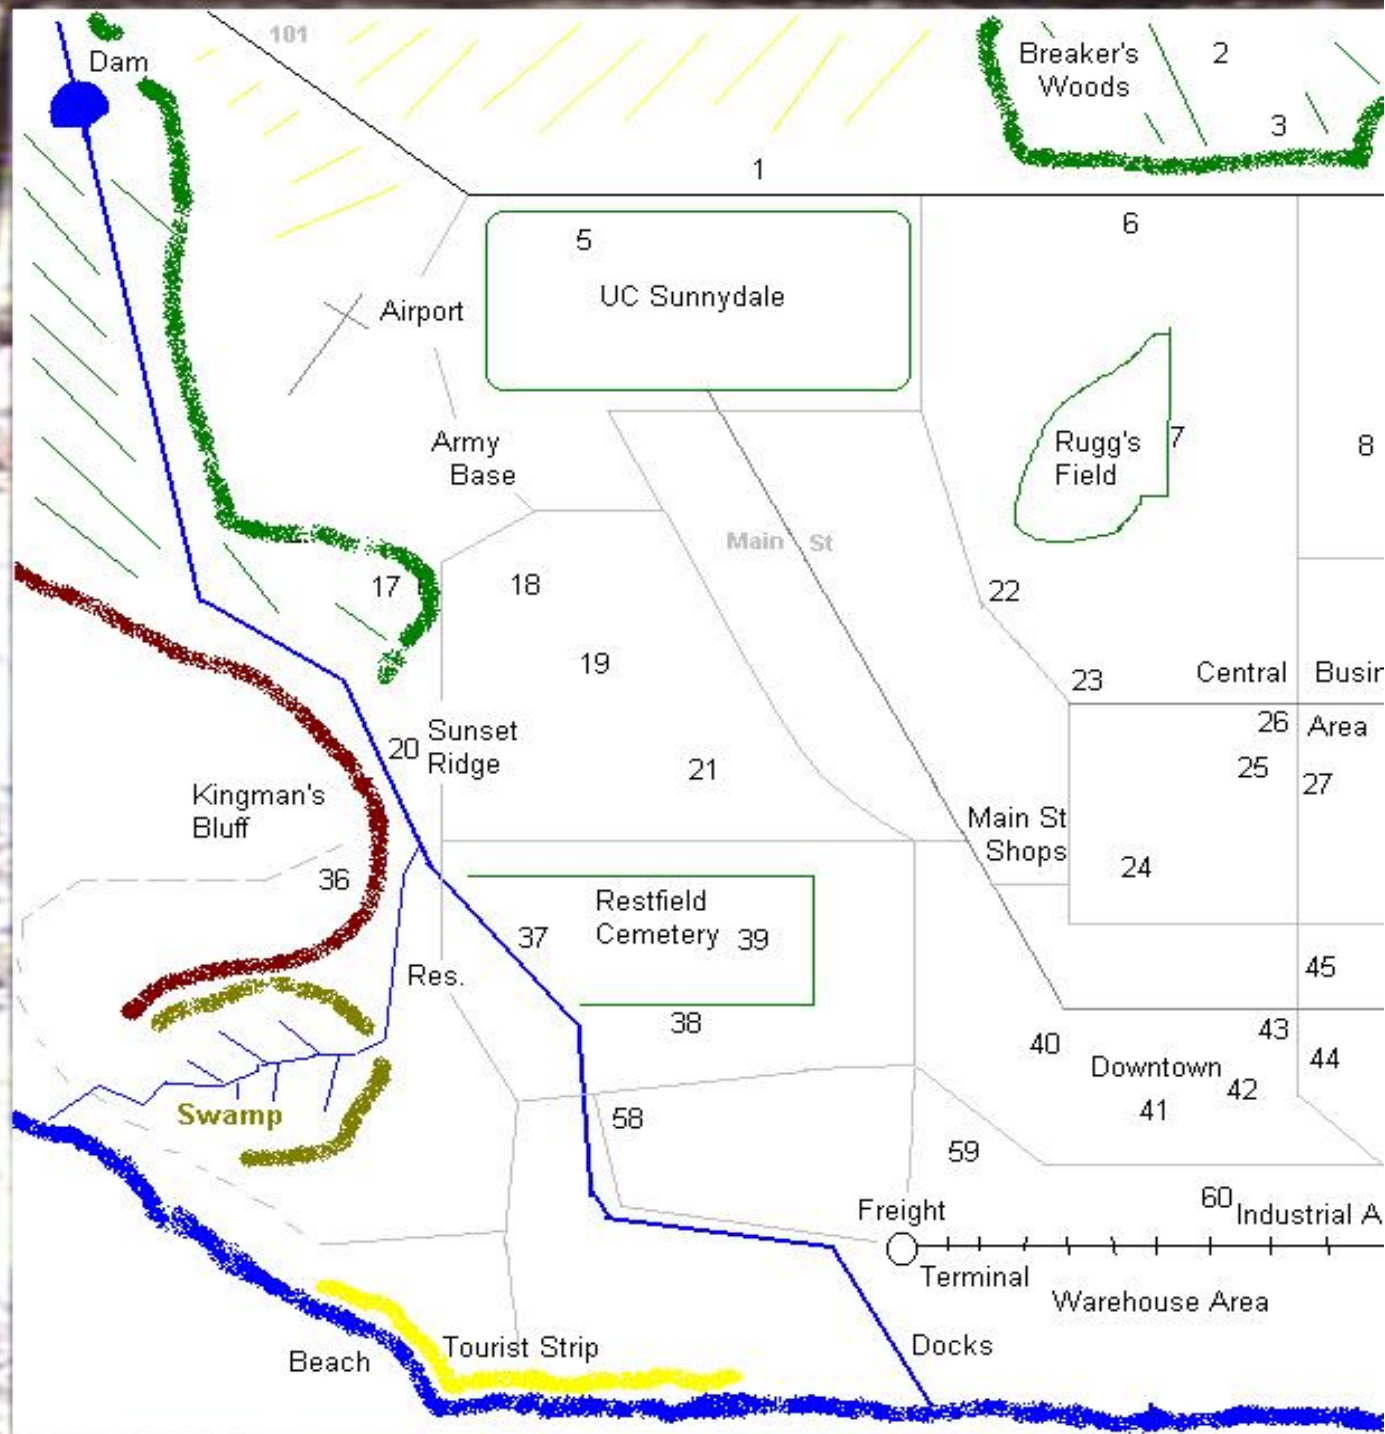 101
Dam
Breaker's
Woods
2
3
1
5
6
UC Sunnydale
Airport
Army
Base
Rugg's
Field
7
8
Main St
17
18
22
19
23
Central Busin
20
Sunset
Ridge
21
26
Area
25
27
Kingman's
Bluff
Main St
Shops
36
24
Restfield
Cemetery
37
39
Res.
45
38
40
43
44
Downtown
42
41
Swamp
58
59
60
Freight
Industrial A
Terminal
Warehouse Area
Beach
Tourist Strip
Docks